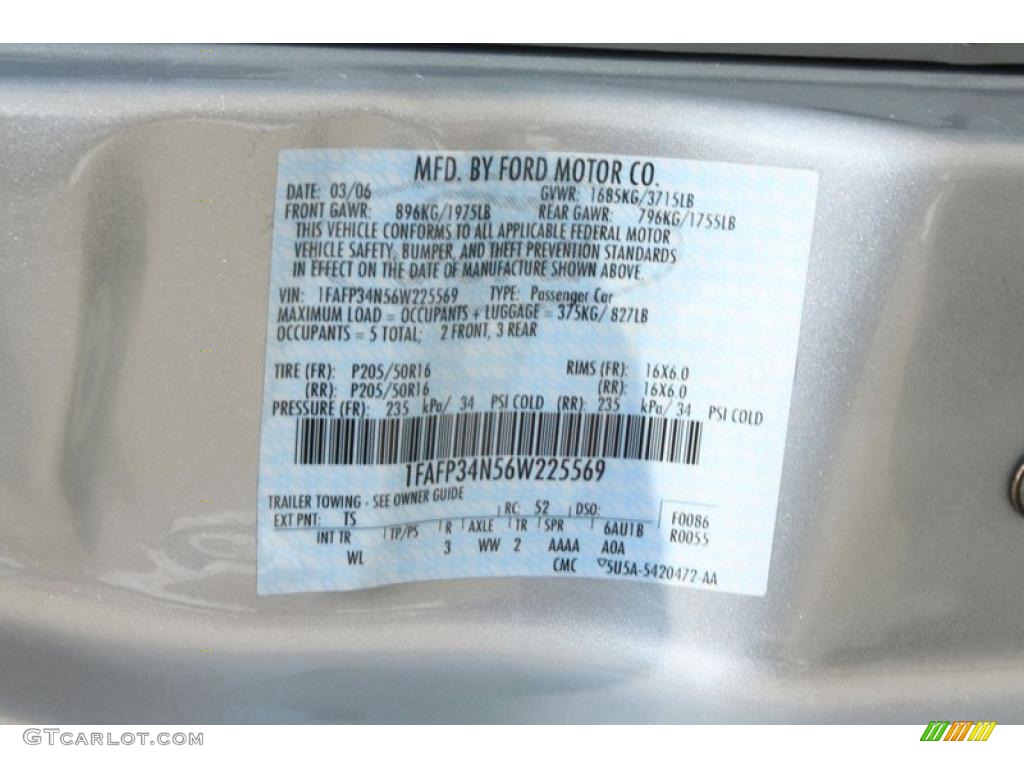 MFD. BY FORD MOTOR CO.
DATE: 03/06 GVWR: 1685KG/3715LB
FRONT GAWR: 896KG/1975LB REAR GAWR: 796KG/1755LB
THIS VEHICLE CONFORMS TO ALL APPLICABLE FEDERAL MOTOR
VEHICLE SAFETY, BUMPER, AND THEFT PREVENTION STANDARDS
IN EFFECT ON THE DATE OF MANUFACTURE SHOWN ABOVE.
VIN: 1FAFP34N56W225569 TYPE: Passenger Car
MAXIMUM LOAD = OCCUPANTS + LUGGAGE = 375KG/ 827LB
OCCUPANTS = 5 TOTAL; 2 FRONT, 3 REAR
TIRE (FR): P205/50R16 RIMS (FR): 16X6.0
(RR): P205/50R16 (RR): 16X6.0
PRESSURE (FR): 235 kPa/ 34 PSI COLD (RR): 235 kPa/ 34 PSI COLD
1FAFP34N56W225569
TRAILER TOWING - SEE OWNER GUIDE
EXT PNT: TS RC: 52 DSO: F0086
INT TR TP/PS R AXLE TR SPR 6AU1B R0055
WL 3 WW 2 AAAA A0A
CMC ▽5U5A-5420472-AA
GTCARLOT.COM